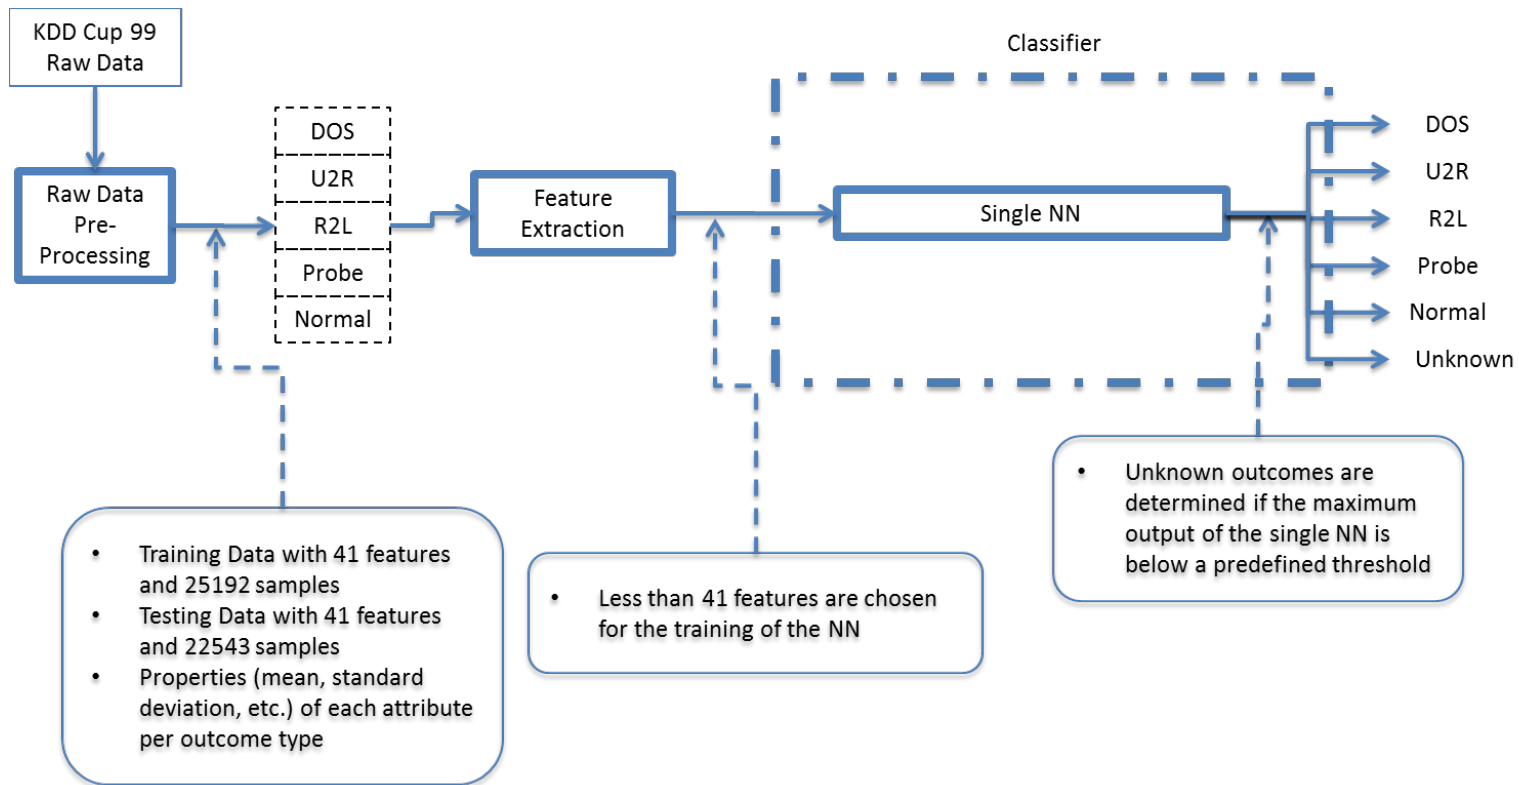 KDD Cup 99
Raw Data
Classifier
Raw Data
Pre-
Processing
DOS
U2R
R2L
Probe
Normal
Feature
Extraction
Single NN
DOS
U2R
R2L
Probe
Normal
Unknown
• Training Data with 41 features
and 25192 samples
• Testing Data with 41 features
and 22543 samples
• Properties (mean, standard
deviation, etc.) of each attribute
per outcome type
• Less than 41 features are chosen
for the training of the NN
• Unknown outcomes are
determined if the maximum
output of the single NN is
below a predefined threshold